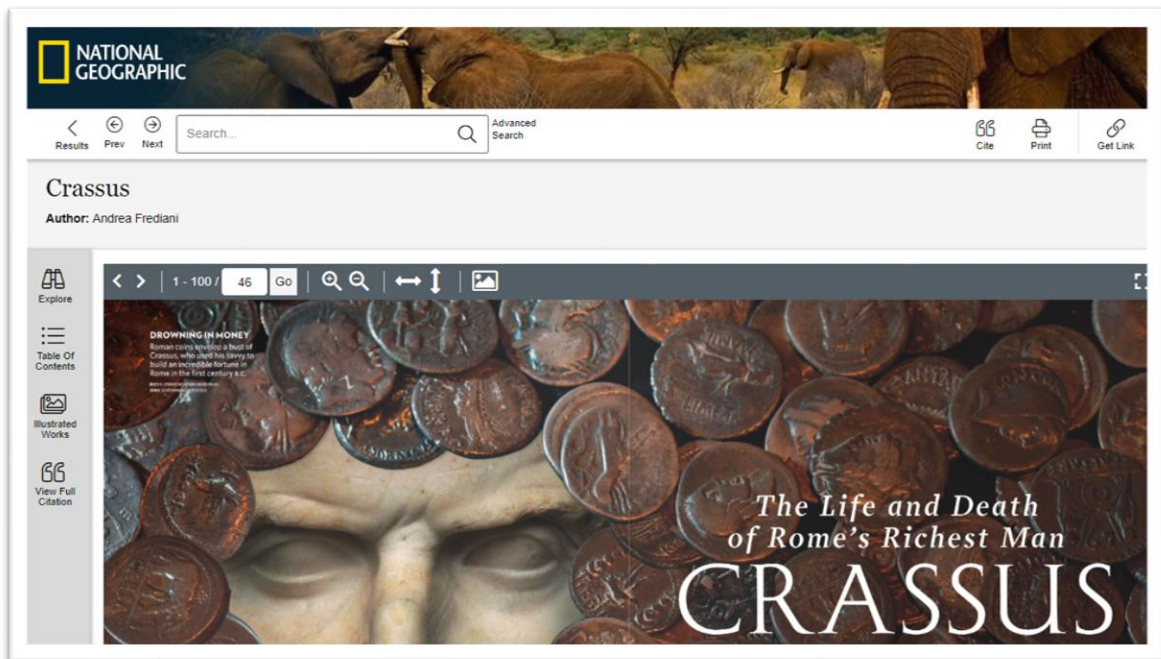 NATIONAL
GEOGRAPHIC
Results
Prev
Next
Search...
Advanced
Search
Cite
Print
Get Link
Crassus
Author: Andrea Frediani
Explore
Table Of
Contents
Illustrated
Works
View Full
Citation
1 - 100 /
46
Go
DROWNING IN MONEY
Roman coins envelop a bust of
Crassus, who used his savvy to
build an incredible fortune in
Rome in the first century B.C.
The Life and Death
of Rome's Richest Man
CRASSUS